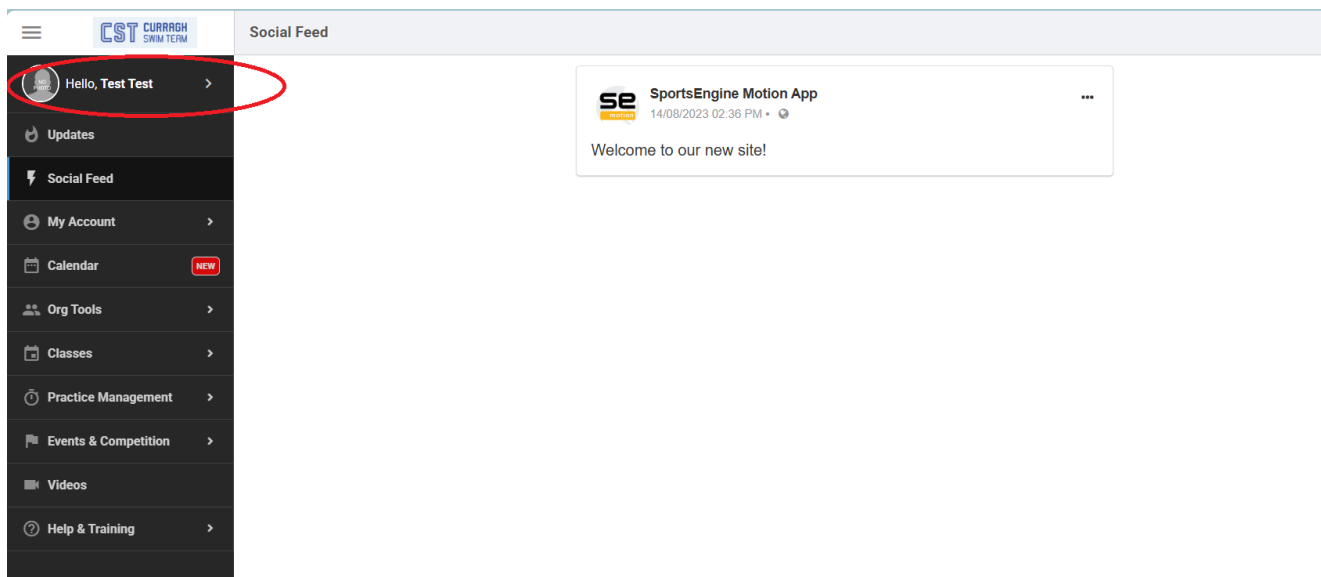 CST CURRAGH
SWIM TERM
Social Feed
NO
PHOTO
Hello, Test Test
Updates
Social Feed
My Account
Calendar
NEW
Org Tools
Classes
Practice Management
Events & Competition
Videos
Help & Training
se
motion
SportsEngine Motion App
14/08/2023 02:36 PM •
Welcome to our new site!